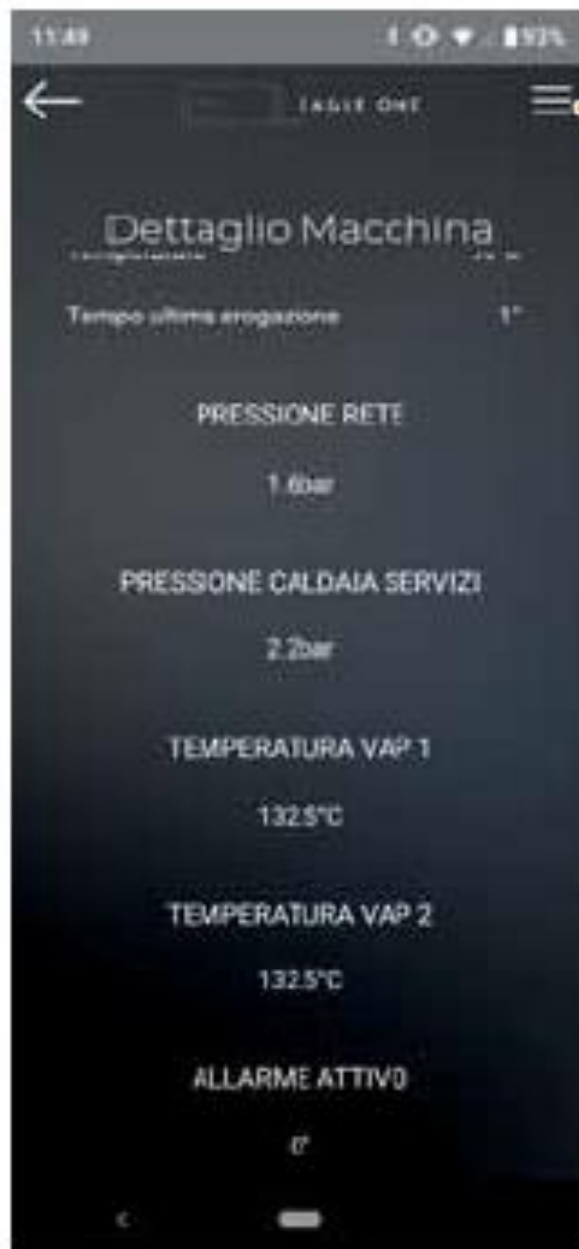 11:49 93%
EAGLE ONE
Dettaglio Macchina
Tempo ultima erogazione 1"
PRESSIONE RETE
1.6bar
PRESSIONE CALDAIA SERVIZI
2.2bar
TEMPERATURA VAP 1
132.5°C
TEMPERATURA VAP 2
132.5°C
ALLARME ATTIVO
0"